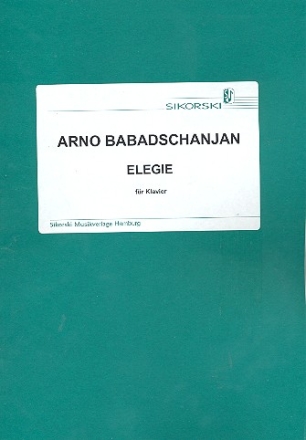 SIKORSKI
ARNO BABADSCHANJAN
ELEGIE
für Klavier
Sikorski Musikverlage Hamburg